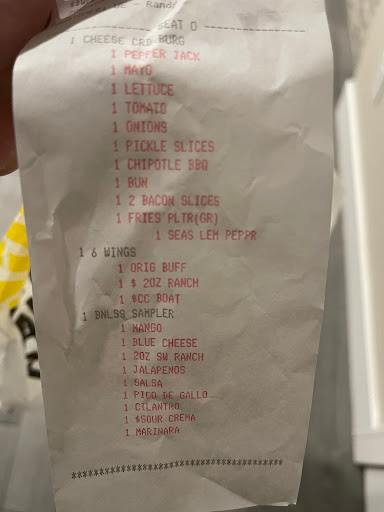 - Rand
SEAT 0
1 CHEESE CRD BURG
1 PEPPER JACK
1 MAYO
1 LETTUCE
1 TOMATO
1 ONIONS
1 PICKLE SLICES
1 CHIPOTLE BBQ
1 BUN
1 2 BACON SLICES
1 FRIES PLTR(GR)
1 SEAS LEM PEPPR
1 6 WINGS
1 ORIG BUFF
1 $ 2OZ RANCH
1 $CC BOAT
1 BNLSS SAMPLER
1 MANGO
1 BLUE CHEESE
1 2OZ SW RANCH
1 JALAPENOS
1 SALSA
1 PICO DE GALLO
1 CILANTRO
1 $SOUR CREMA
1 MARINARA
****************************************